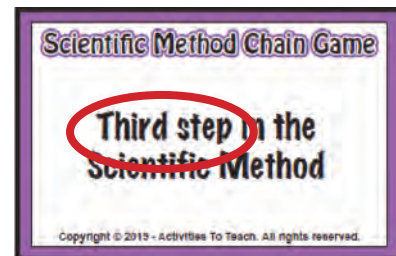 Scientific Method Chain Game
Third step in the
Scientific Method
Copyright © 2019 - Activities To Teach. All rights reserved.